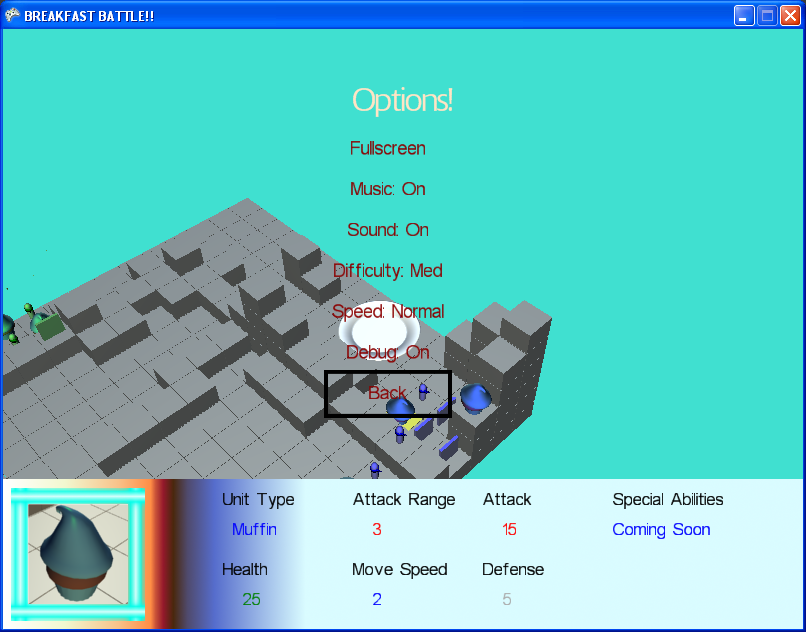 BREAKFAST BATTLE!!
Options!
Fullscreen
Music: On
Sound: On
Difficulty: Med
Speed: Normal
Debug: On
Back
Unit Type Attack Range Attack Special Abilities
Muffin 3 15 Coming Soon
Health Move Speed Defense
25 2 5